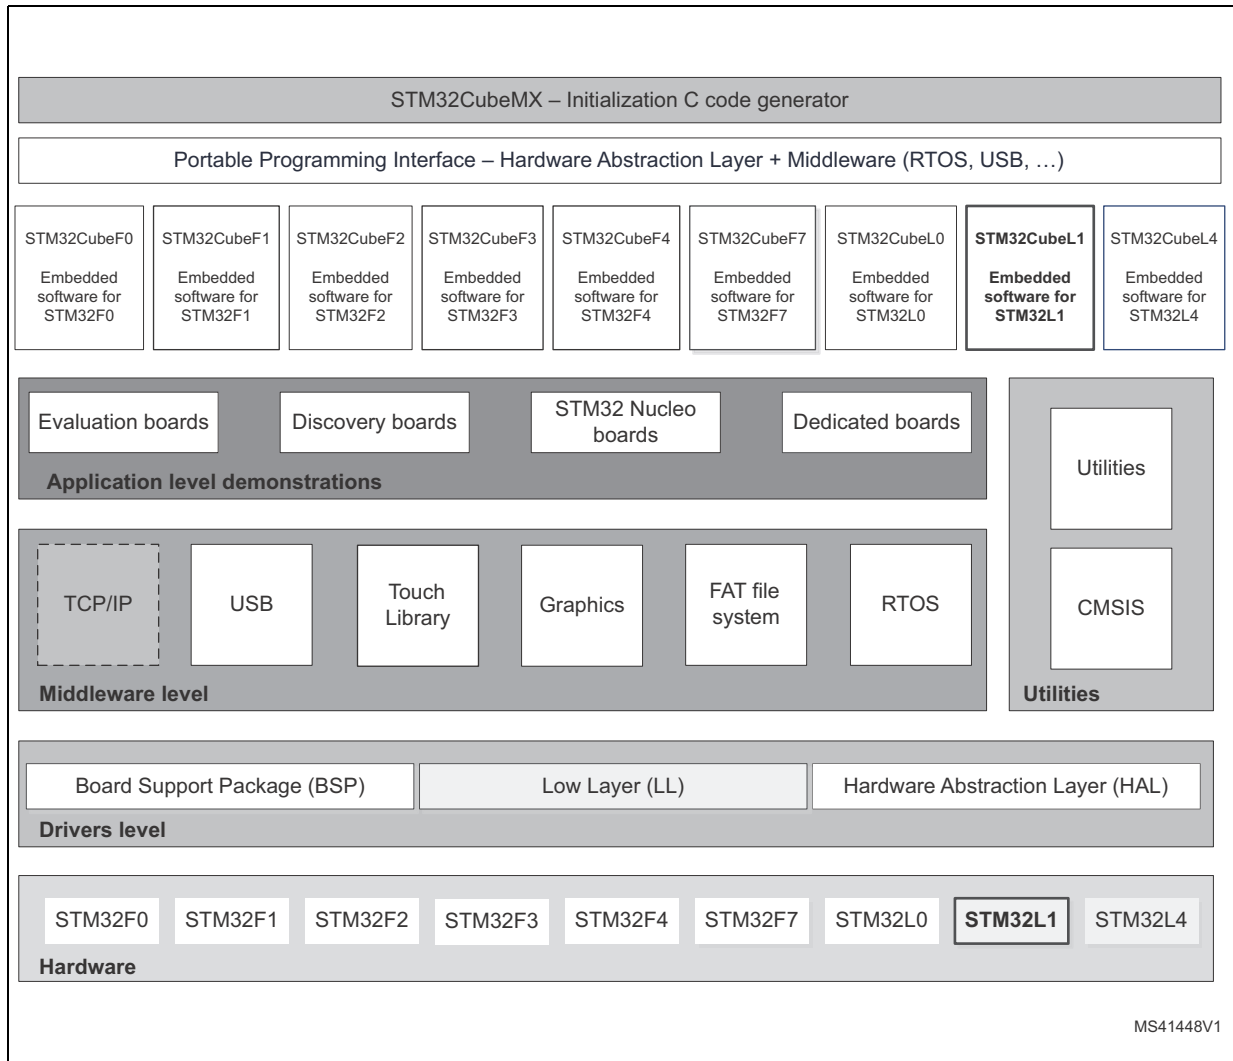 STM32CubeMX – Initialization C code generator
Portable Programming Interface – Hardware Abstraction Layer + Middleware (RTOS, USB, …)
STM32CubeF0
Embedded
software for
STM32F0
STM32CubeF1
Embedded
software for
STM32F1
STM32CubeF2
Embedded
software for
STM32F2
STM32CubeF3
Embedded
software for
STM32F3
STM32CubeF4
Embedded
software for
STM32F4
STM32CubeF7
Embedded
software for
STM32F7
STM32CubeL0
Embedded
software for
STM32L0
STM32CubeL1
Embedded
software for
STM32L1
STM32CubeL4
Embedded
software for
STM32L4
Evaluation boards
Discovery boards
STM32 Nucleo
boards
Dedicated boards
Application level demonstrations
Utilities
CMSIS
Utilities
TCP/IP
USB
Touch
Library
Graphics
FAT file
system
RTOS
Middleware level
Board Support Package (BSP)
Low Layer (LL)
Hardware Abstraction Layer (HAL)
Drivers level
STM32F0
STM32F1
STM32F2
STM32F3
STM32F4
STM32F7
STM32L0
STM32L1
STM32L4
Hardware
MS41448V1